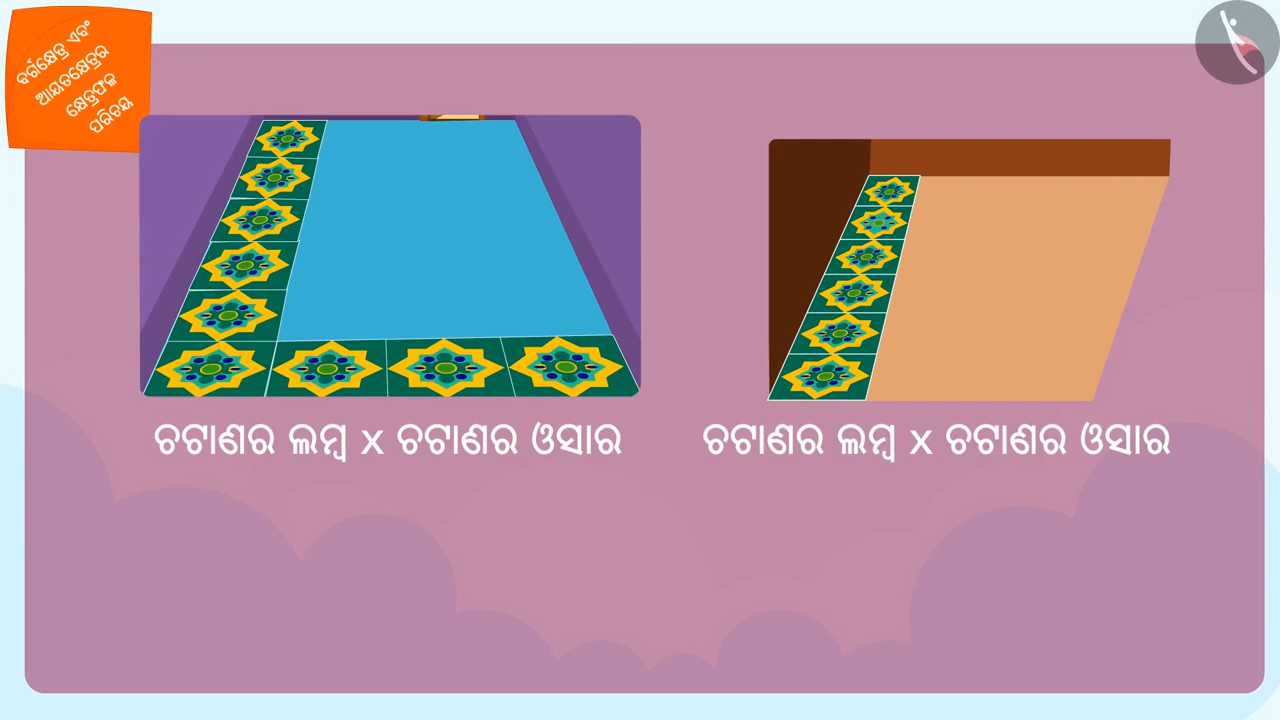 ବର୍ଗକ୍ଷେତ୍ର ଏବଂ
ଆୟତକ୍ଷେତ୍ରର
କ୍ଷେତ୍ରଫଳ
ପରିଚୟ
ଚଟାଣର ଲମ୍ବ x ଚଟାଣର ଓସାର
ଚଟାଣର ଲମ୍ବ x ଚଟାଣର ଓସାର